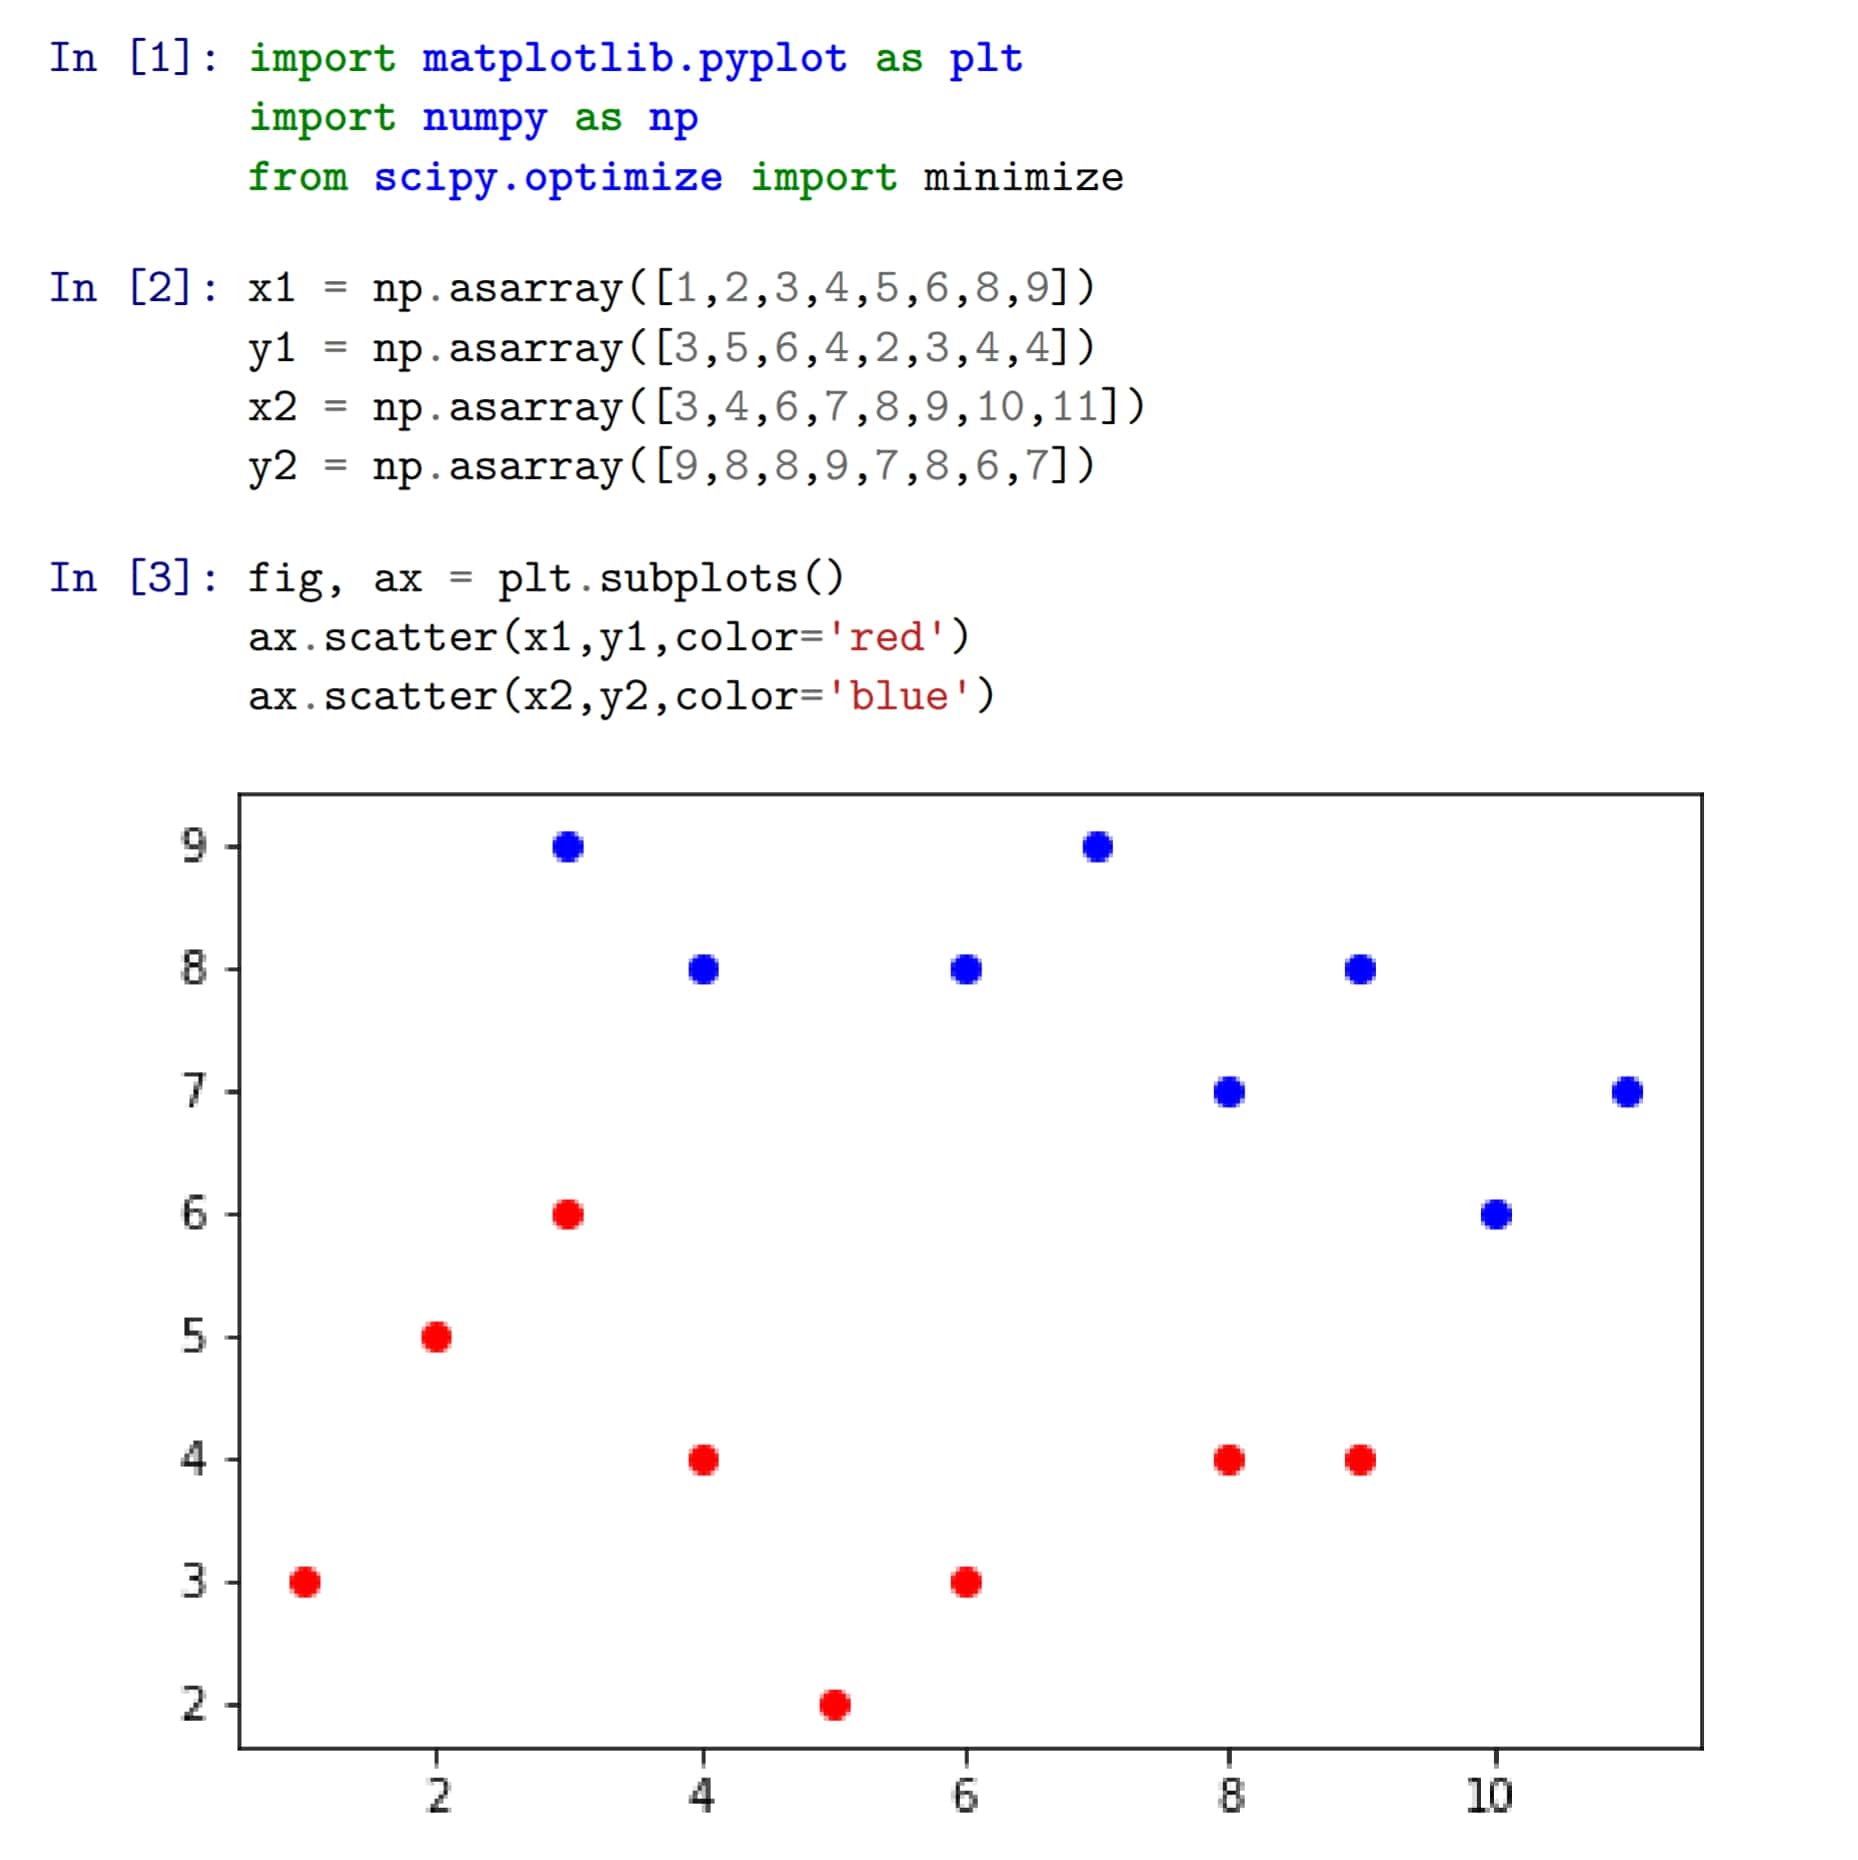 In [1]: import matplotlib.pyplot as plt
import numpy as np
from scipy.optimize import minimize
In [2]: x1 = np.asarray([1,2,3,4,5,6,8,9])
y1 = np.asarray([3,5,6,4,2,3,4,4])
x2 = np.asarray([3,4,6,7,8,9,10,11])
y2 = np.asarray([9,8,8,9,7,8,6,7])
In [3]: fig, ax = plt.subplots()
ax.scatter(x1,y1,color='red')
ax.scatter(x2,y2,color='blue')
9
8
7
6
5
4
3
2
2 4 6 8 10